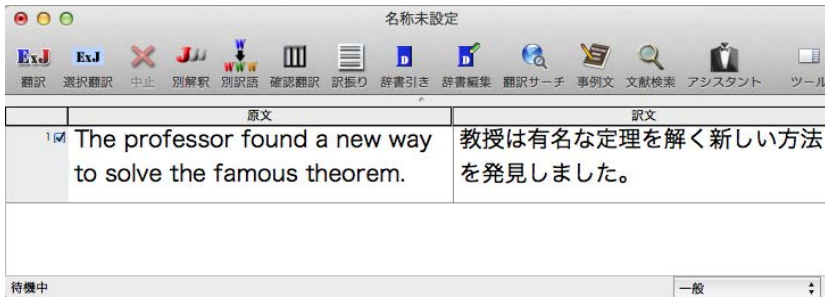 名称未設定
ExJ ExJ J W WWW D D
翻訳 選択翻訳 中止 別解釈 別訳語 確認翻訳 訳振り 辞書引き 辞書編集 翻訳サーチ 事例文 文献検索 アシスタント ツール
原文 訳文
1 The professor found a new way 教授は有名な定理を解く新しい方法
to solve the famous theorem. を発見しました。
待機中 一般